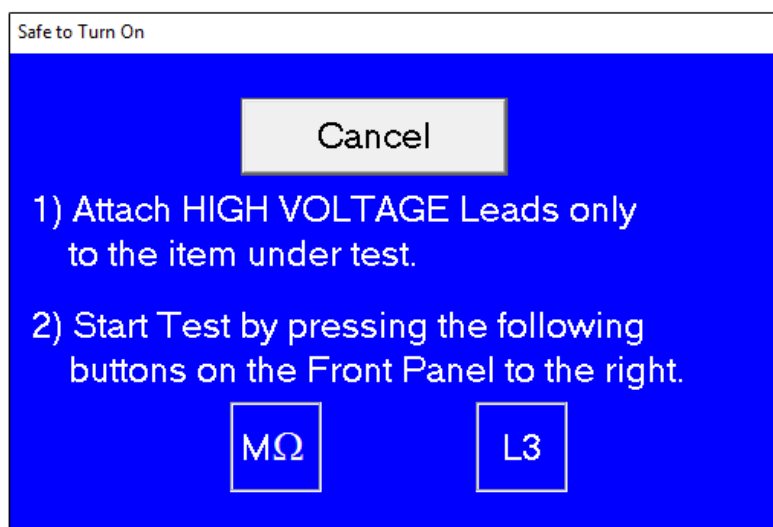 Safe to Turn On
Cancel
1) Attach HIGH VOLTAGE Leads only
to the item under test.
2) Start Test by pressing the following
buttons on the Front Panel to the right.
MΩ
L3